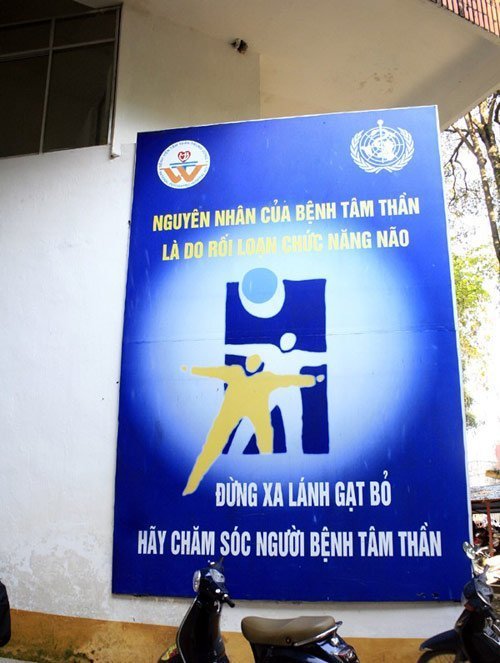 NGUYÊN NHÂN CỦA BỆNH TÂM THẦN
LÀ DO RỐI LOẠN CHỨC NĂNG NÃO
ĐỪNG XA LÁNH GẠT BỎ
HÃY CHĂM SÓC NGƯỜI BỆNH TÂM THẦN